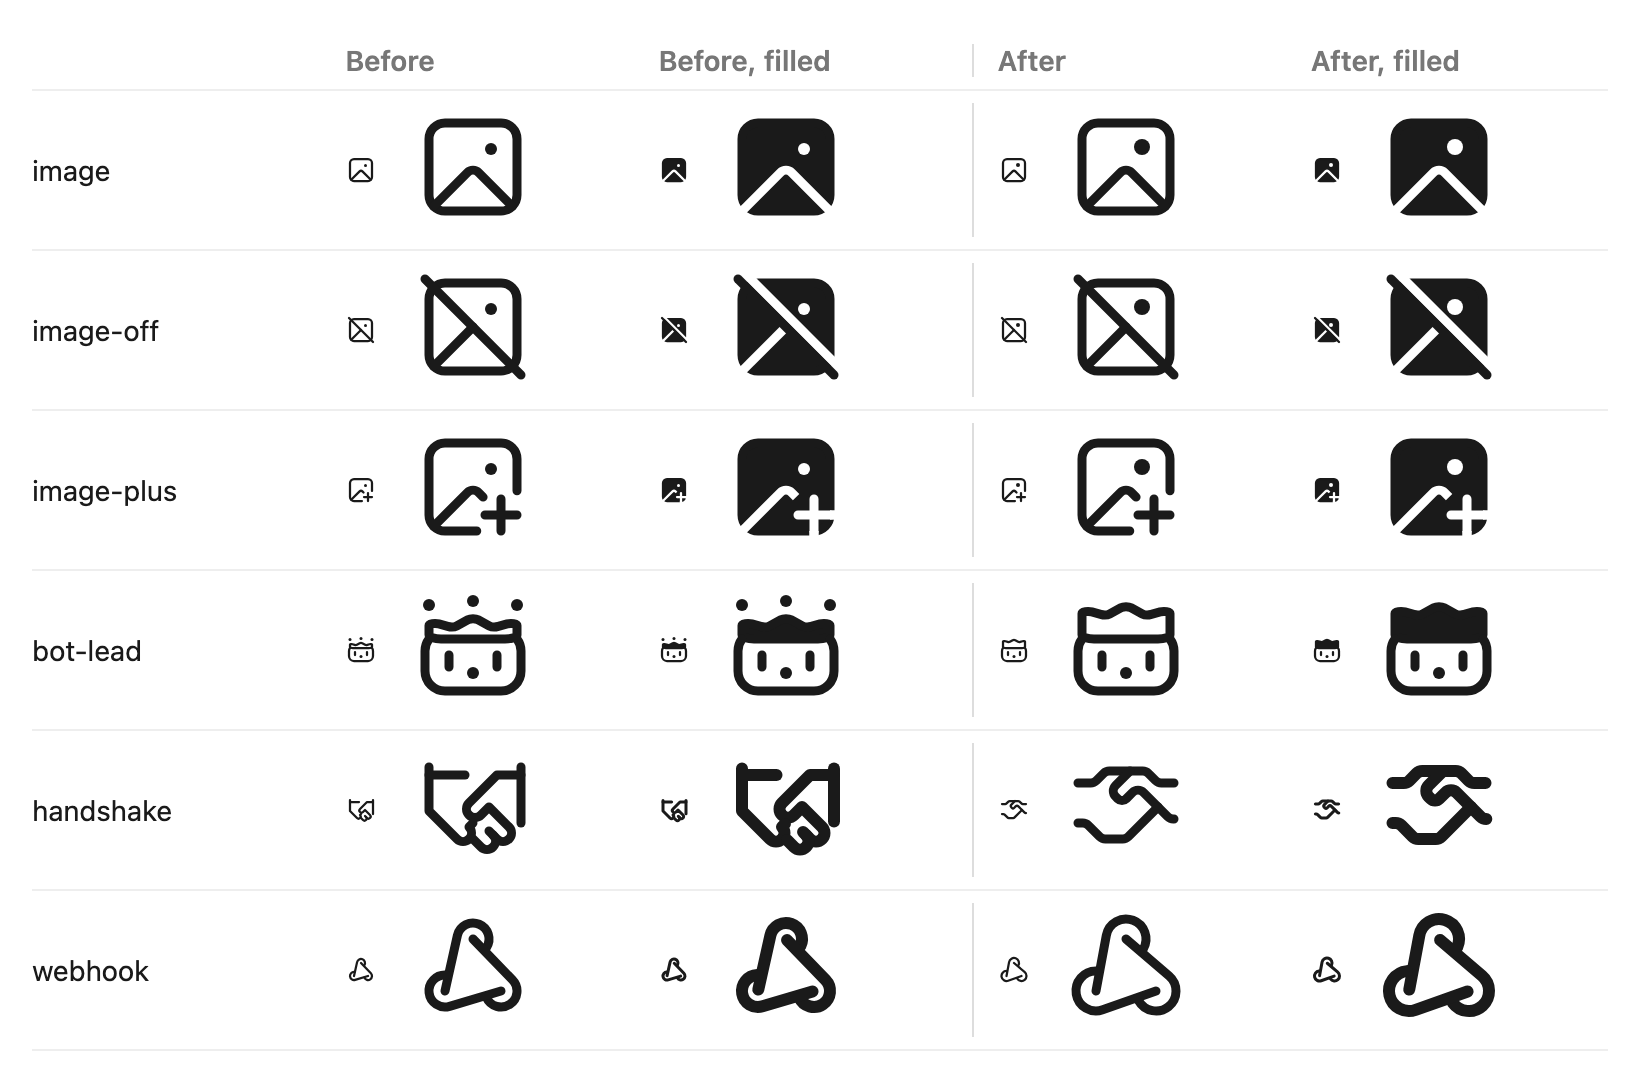 Before
Before, filled
After
After, filled
image
image-off
image-plus
bot-lead
handshake
webhook